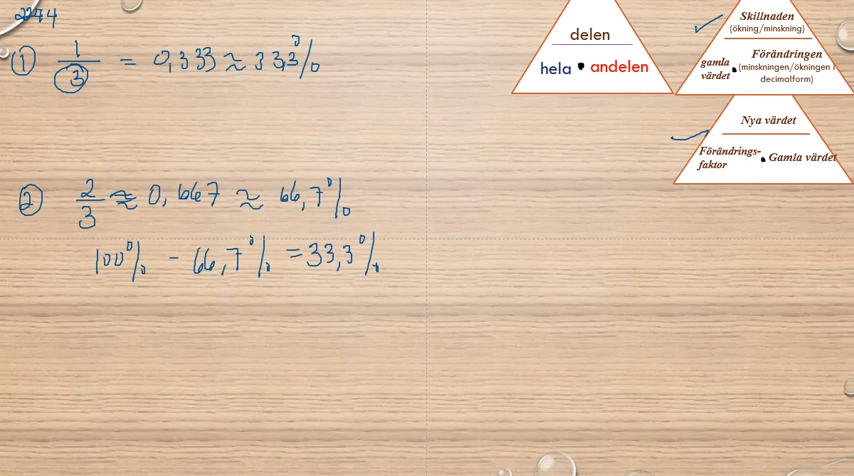 2244
① 1/3 = 0,333 ≈ 33,3%
② 2/3 ≈ 0,667 ≈ 66,7%
100% - 66,7% = 33,3%
delen
hela • andelen
Skillnaden
(ökning/minskning)
gamla värdet • Förändringen
(minskningen/ökningen i
decimalform)
Nya värdet
Förändrings-
faktor • Gamla värdet